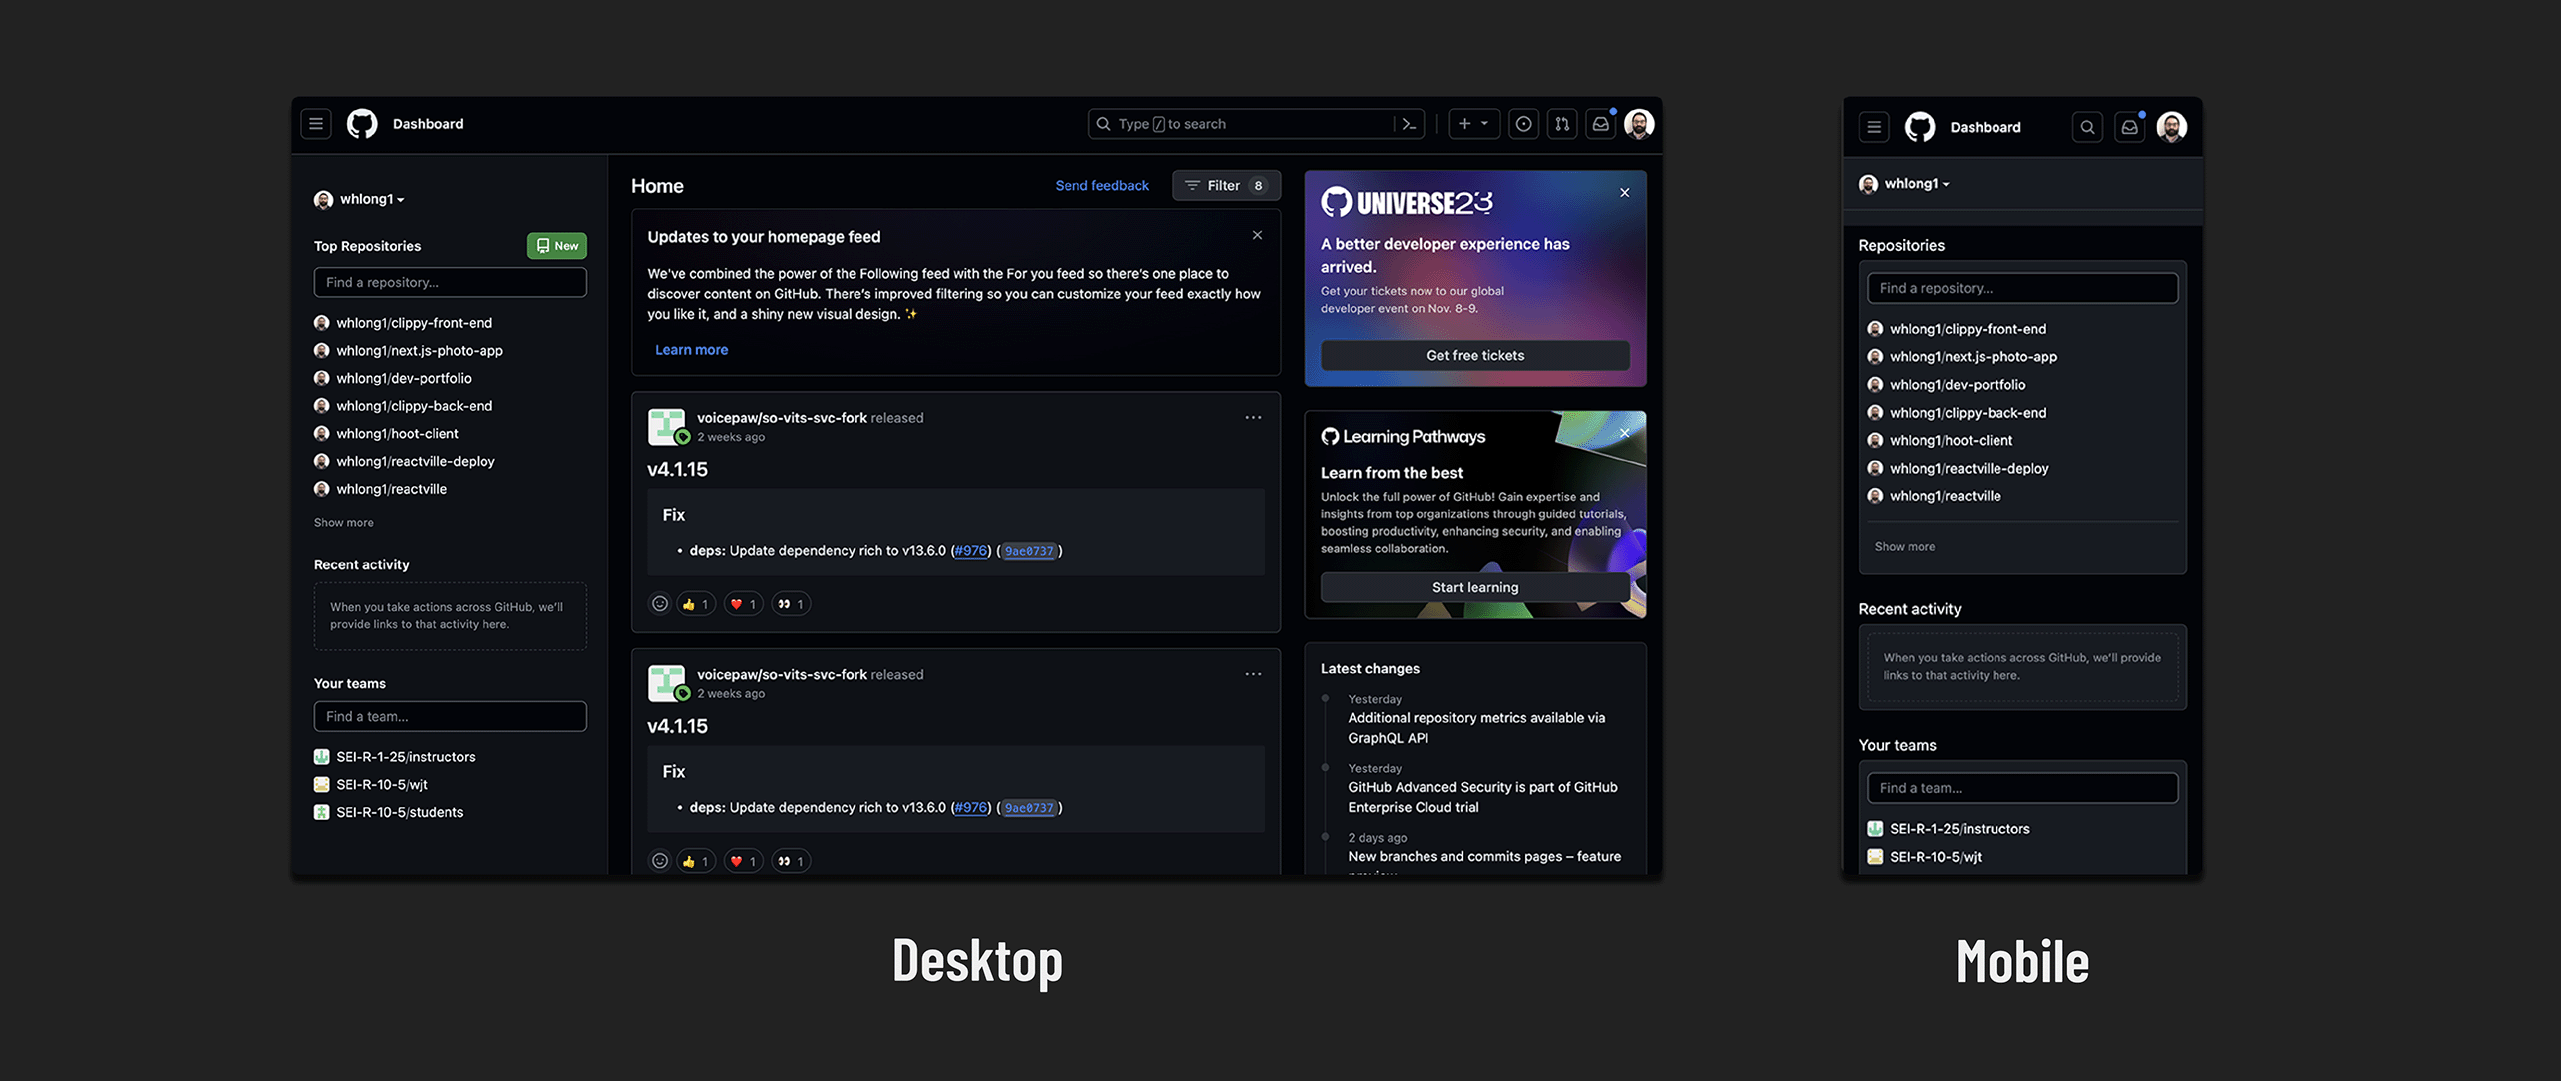 Dashboard
Type / to search
whlong1
Top Repositories
New
Find a repository...
whlong1/clippy-front-end
whlong1/next.js-photo-app
whlong1/dev-portfolio
whlong1/clippy-back-end
whlong1/hoot-client
whlong1/reactville-deploy
whlong1/reactville
Show more
Recent activity
When you take actions across GitHub, we'll
provide links to that activity here.
Your teams
Find a team...
SEI-R-1-25/instructors
SEI-R-10-5/wjt
SEI-R-10-5/students
Home
Send feedback
Filter 8
Updates to your homepage feed
We've combined the power of the Following feed with the For you feed so there's one place to
discover content on GitHub. There's improved filtering so you can customize your feed exactly how
you like it, and a shiny new visual design. ✨
Learn more
voicepaw/so-vits-svc-fork released
2 weeks ago
v4.1.15
Fix
• deps: Update dependency rich to v13.6.0 (#976) (9ae0737)
👍 1 ❤️ 1 👀 1
voicepaw/so-vits-svc-fork released
2 weeks ago
v4.1.15
Fix
• deps: Update dependency rich to v13.6.0 (#976) (9ae0737)
👍 1 ❤️ 1 👀 1
UNIVERSE23
A better developer experience has
arrived.
Get your tickets now to our global
developer event on Nov. 8-9.
Get free tickets
Learning Pathways
Learn from the best
Unlock the full power of GitHub! Gain expertise and
insights from top organizations through guided tutorials,
boosting productivity, enhancing security, and enabling
seamless collaboration.
Start learning
Latest changes
Yesterday
Additional repository metrics available via
GraphQL API
Yesterday
GitHub Advanced Security is part of GitHub
Enterprise Cloud trial
2 days ago
New branches and commits pages – feature
Desktop
Dashboard
whlong1
Repositories
Find a repository...
whlong1/clippy-front-end
whlong1/next.js-photo-app
whlong1/dev-portfolio
whlong1/clippy-back-end
whlong1/hoot-client
whlong1/reactville-deploy
whlong1/reactville
Show more
Recent activity
When you take actions across GitHub, we'll provide
links to that activity here.
Your teams
Find a team...
SEI-R-1-25/instructors
SEI-R-10-5/wjt
Mobile